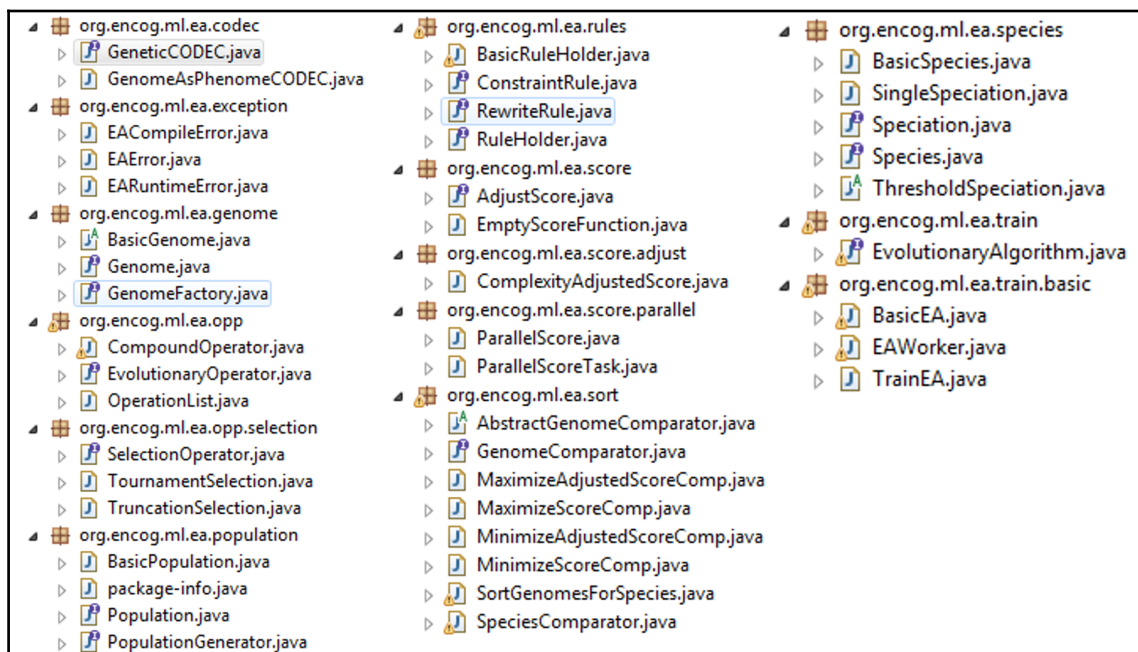 org.encog.ml.ea.codec
GeneticCODEC.java
GenomeAsPhenomeCODEC.java
org.encog.ml.ea.exception
EACompileError.java
EAError.java
EARuntimeError.java
org.encog.ml.ea.genome
BasicGenome.java
Genome.java
GenomeFactory.java
org.encog.ml.ea.opp
CompoundOperator.java
EvolutionaryOperator.java
OperationList.java
org.encog.ml.ea.opp.selection
SelectionOperator.java
TournamentSelection.java
TruncationSelection.java
org.encog.ml.ea.population
BasicPopulation.java
package-info.java
Population.java
PopulationGenerator.java
org.encog.ml.ea.rules
BasicRuleHolder.java
ConstraintRule.java
RewriteRule.java
RuleHolder.java
org.encog.ml.ea.score
AdjustScore.java
EmptyScoreFunction.java
org.encog.ml.ea.score.adjust
ComplexityAdjustedScore.java
org.encog.ml.ea.score.parallel
ParallelScore.java
ParallelScoreTask.java
org.encog.ml.ea.sort
AbstractGenomeComparator.java
GenomeComparator.java
MaximizeAdjustedScoreComp.java
MaximizeScoreComp.java
MinimizeAdjustedScoreComp.java
MinimizeScoreComp.java
SortGenomesForSpecies.java
SpeciesComparator.java
org.encog.ml.ea.species
BasicSpecies.java
SingleSpeciation.java
Speciation.java
Species.java
ThresholdSpeciation.java
org.encog.ml.ea.train
EvolutionaryAlgorithm.java
org.encog.ml.ea.train.basic
BasicEA.java
EAWorker.java
TrainEA.java